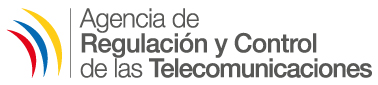 Agencia de
Regulación y Control
de las Telecomunicaciones